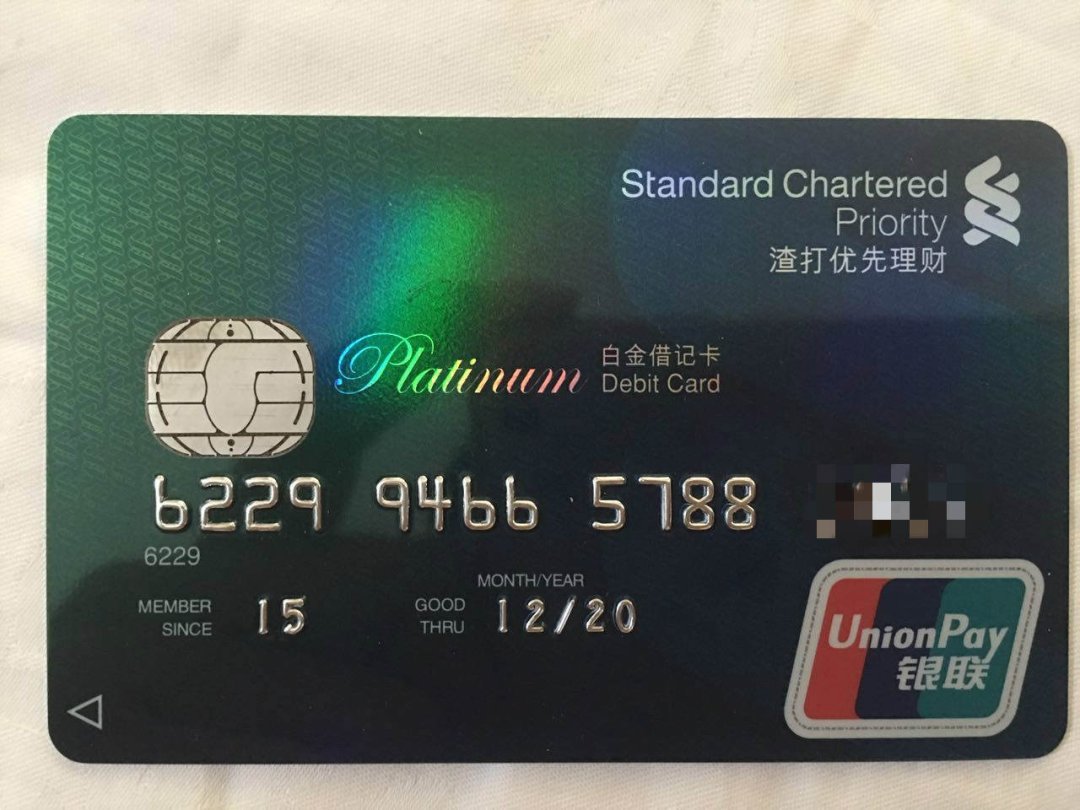 Standard Chartered
Priority
渣打优先理财
Platinum 白金借记卡
Debit Card
6229 9466 5788
6229
MONTH/YEAR
MEMBER SINCE 15 GOOD THRU 12/20
UnionPay
银联